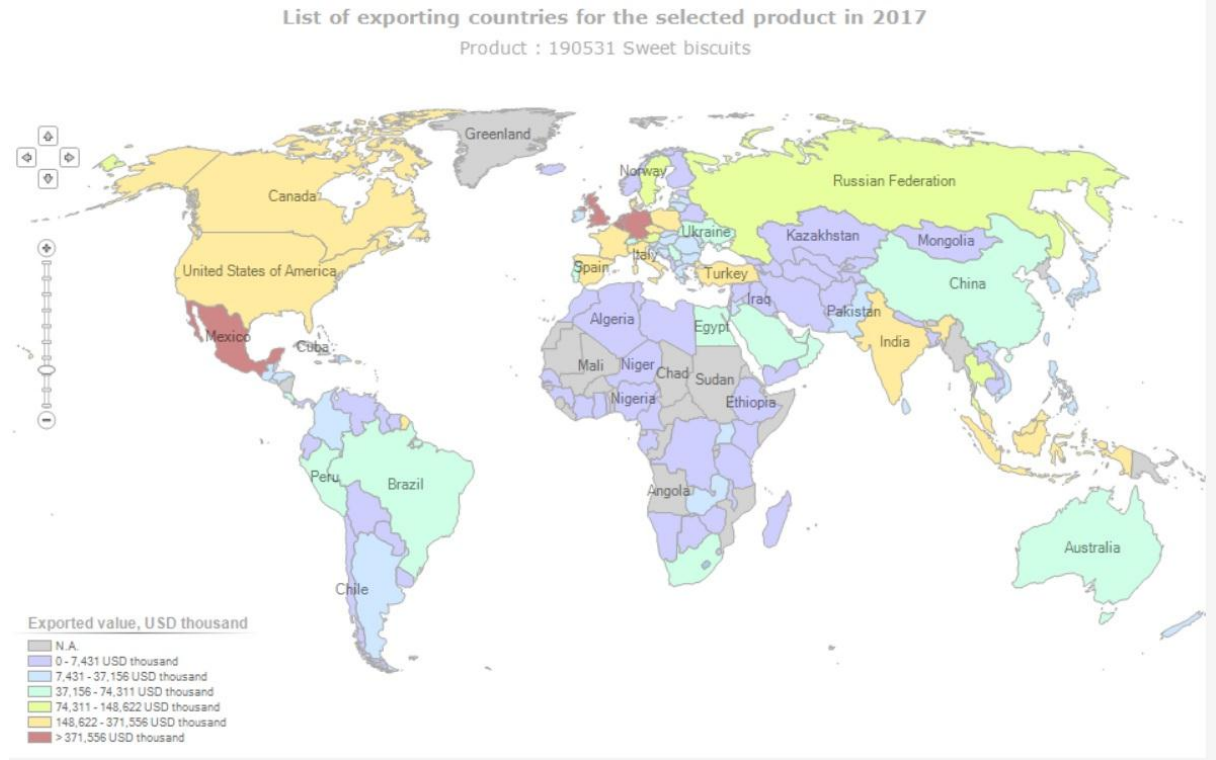 List of exporting countries for the selected product in 2017
Product : 190531 Sweet biscuits
Greenland
Norway
Russian Federation
Canada
Ukraine
Kazakhstan
Mongolia
Italy
United States of America
Spain
Turkey
China
Iraq
Pakistan
Algeria
Egypt
Mexico
India
Cuba
Mali
Niger
Chad
Sudan
Nigeria
Ethiopia
Peru
Brazil
Angola
Australia
Chile
Exported value, USD thousand
N.A.
0 - 7,431 USD thousand
7,431 - 37,156 USD thousand
37,156 - 74,311 USD thousand
74,311 - 148,622 USD thousand
148,622 - 371,556 USD thousand
> 371,556 USD thousand